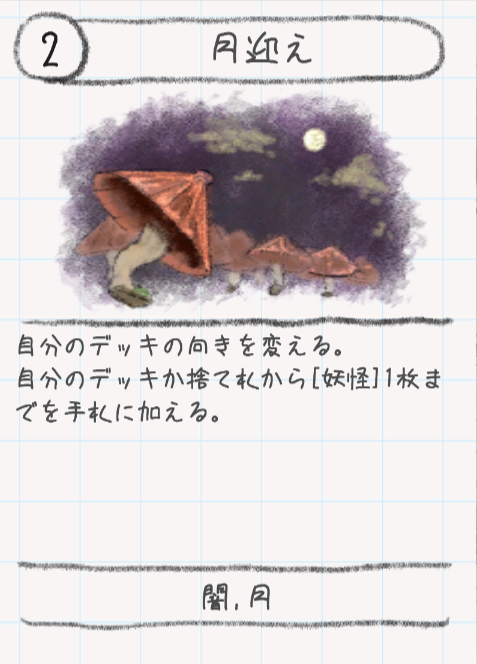 2
月迎え
自分のデッキの向きを変える。
自分のデッキか捨て札から[妖怪]1枚ま
でを手札に加える。
闇,月